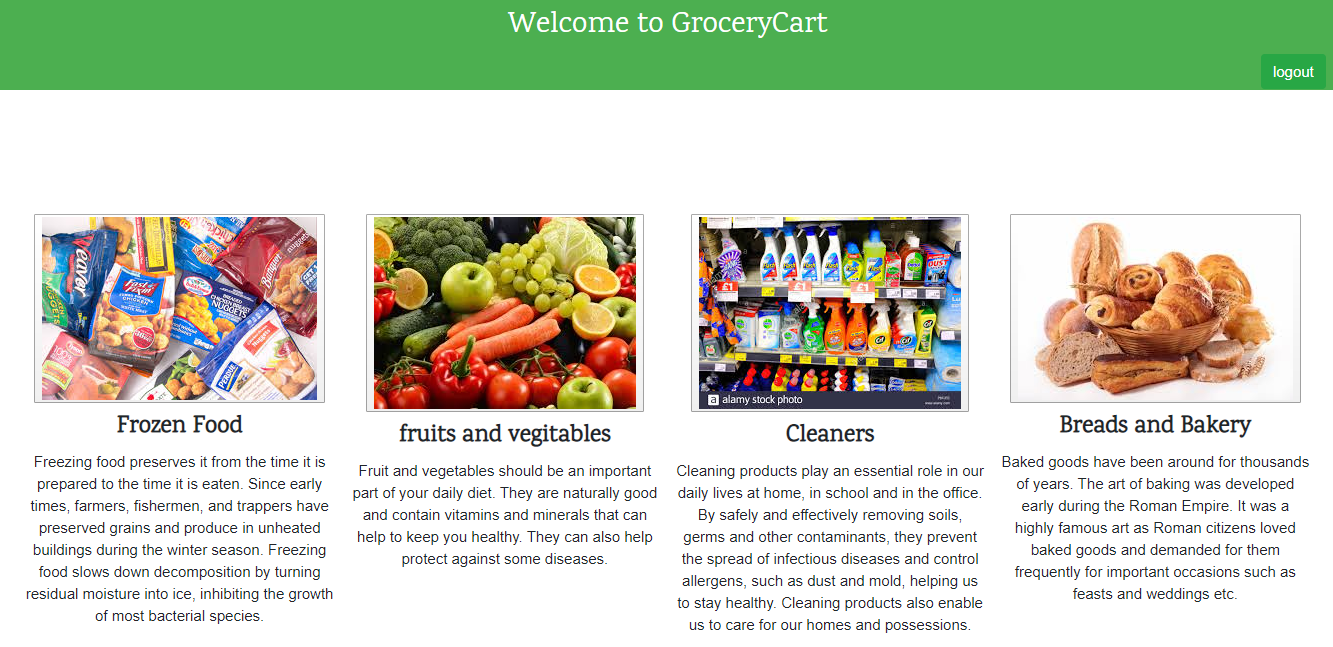 Welcome to GroceryCart
logout
alamy stock photo
Frozen Food
Freezing food preserves it from the time it is
prepared to the time it is eaten. Since early
times, farmers, fishermen, and trappers have
preserved grains and produce in unheated
buildings during the winter season. Freezing
food slows down decomposition by turning
residual moisture into ice, inhibiting the growth
of most bacterial species.
fruits and vegitables
Fruit and vegetables should be an important
part of your daily diet. They are naturally good
and contain vitamins and minerals that can
help to keep you healthy. They can also help
protect against some diseases.
Cleaners
Cleaning products play an essential role in our
daily lives at home, in school and in the office.
By safely and effectively removing soils,
germs and other contaminants, they prevent
the spread of infectious diseases and control
allergens, such as dust and mold, helping us
to stay healthy. Cleaning products also enable
us to care for our homes and possessions.
Breads and Bakery
Baked goods have been around for thousands
of years. The art of baking was developed
early during the Roman Empire. It was a
highly famous art as Roman citizens loved
baked goods and demanded for them
frequently for important occasions such as
feasts and weddings etc.